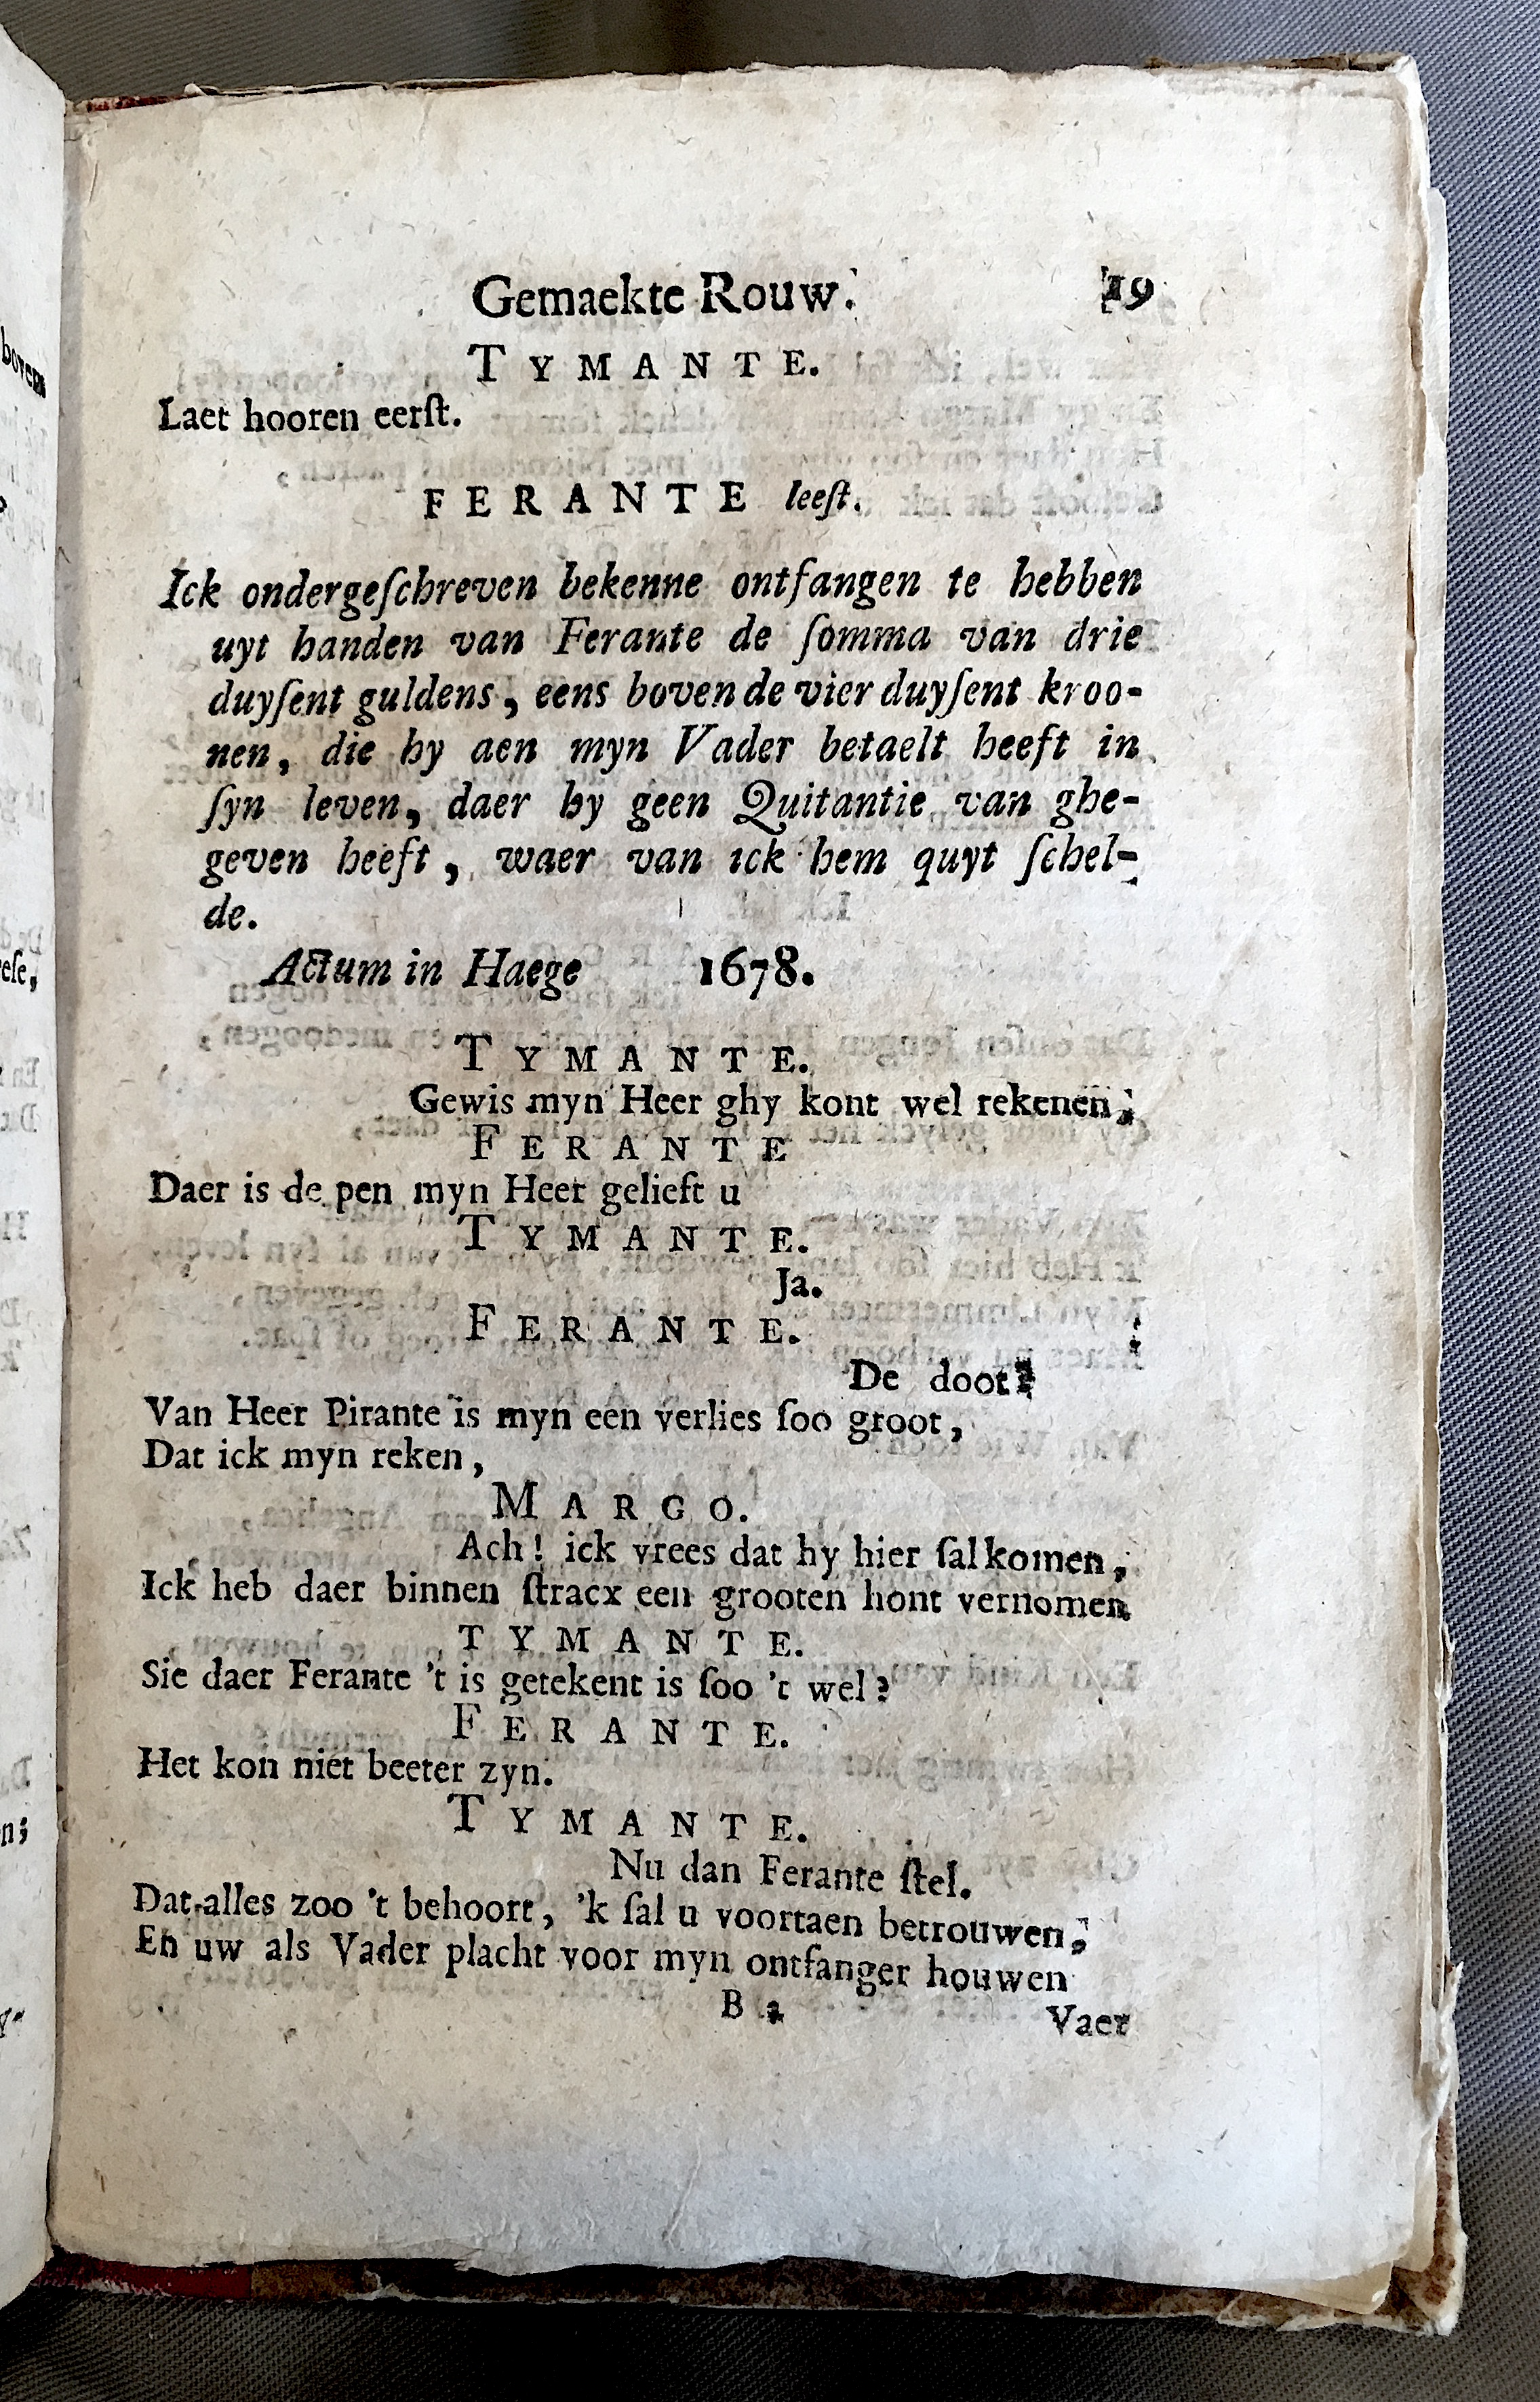 Gemaekte Rouw. 19
TYMANTE.
Laet hooren eerſt.
FERANTE leeſt.
Ick ondergeſchreven bekenne ontfangen te hebben
uyt handen van Ferante de ſomma van drie
duyſent guldens, eens boven de vier duyſent kroo-
nen, die hy aen myn Vader betaelt heeft in
ſyn leven, daer hy geen Quitantie van ghe-
geven heeft, waer van ick hem quyt ſchel-
de.
Actum in Haege 1678.
TYMANTE.
Gewis myn Heer ghy kont wel rekenen,
FERANTE
Daer is de pen myn Heer gelieft u
TYMANTE.
Ja.
FERANTE.
De doot
Van Heer Pirante is myn een verlies ſoo groot,
Dat ick myn reken,
MARGO.
Ach! ick vrees dat hy hier ſal komen,
Ick heb daer binnen ſtracx een grooten hont vernomen
TYMANTE.
Sie daer Ferante 't is getekent is ſoo 't wel?
FERANTE.
Het kon niet beeter zyn.
TYMANTE.
Nu dan Ferante ſtel.
Dat alles zoo 't behoort, 'k ſal u voortaen betrouwen,
En uw als Vader placht voor myn ontfanger houwen
B 2 Vaer